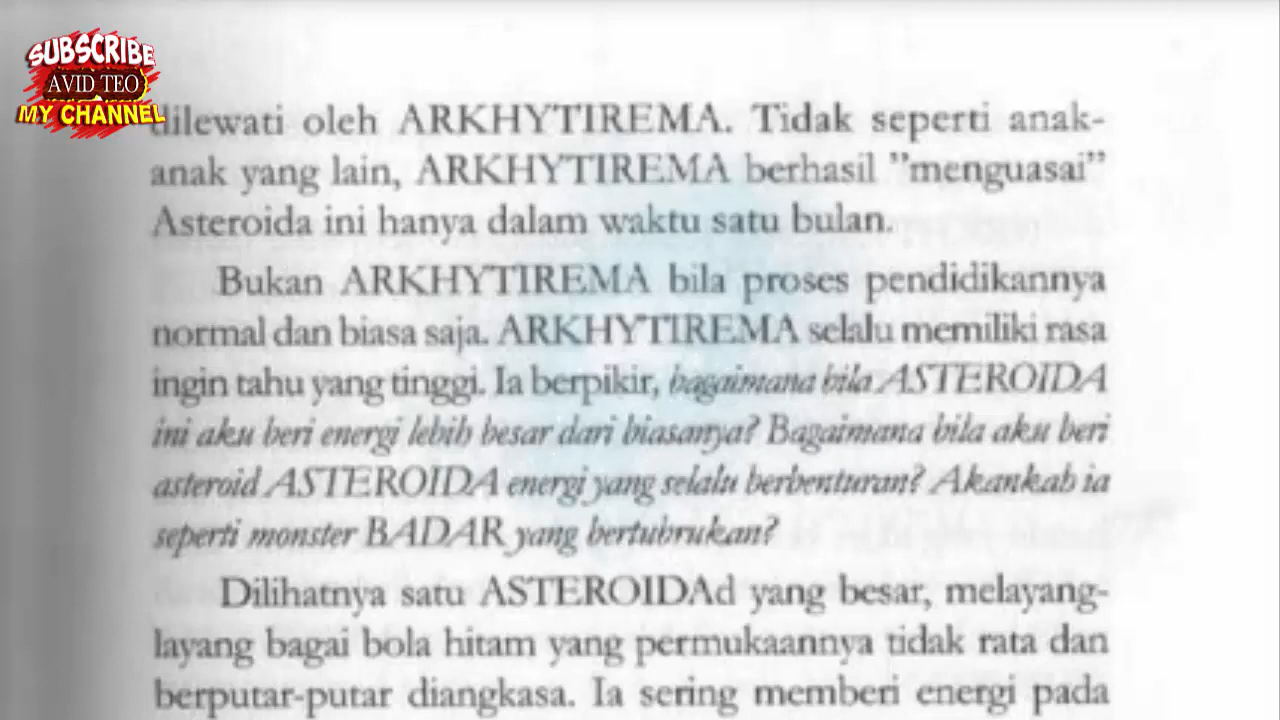 SUBSCRIBE
AVID TEO
MY CHANNEL
dilewati oleh ARKHYTIREMA. Tidak seperti anak-
anak yang lain, ARKHYTIREMA berhasil ”menguasai”
Asteroida ini hanya dalam waktu satu bulan.
Bukan ARKHYTIREMA bila proses pendidikannya
normal dan biasa saja. ARKHYTIREMA selalu memiliki rasa
ingin tahu yang tinggi. Ia berpikir, bagaimana bila ASTEROIDA
ini aku beri energi lebih besar dari biasanya? Bagaimana bila aku beri
asteroid ASTEROIDA energi yang selalu berbenturan? Akankah ia
seperti monster BADAR yang bertubrukan?
Dilihatnya satu ASTEROIDAd yang besar, melayang-
layang bagai bola hitam yang permukaannya tidak rata dan
berputar-putar diangkasa. Ia sering memberi energi pada